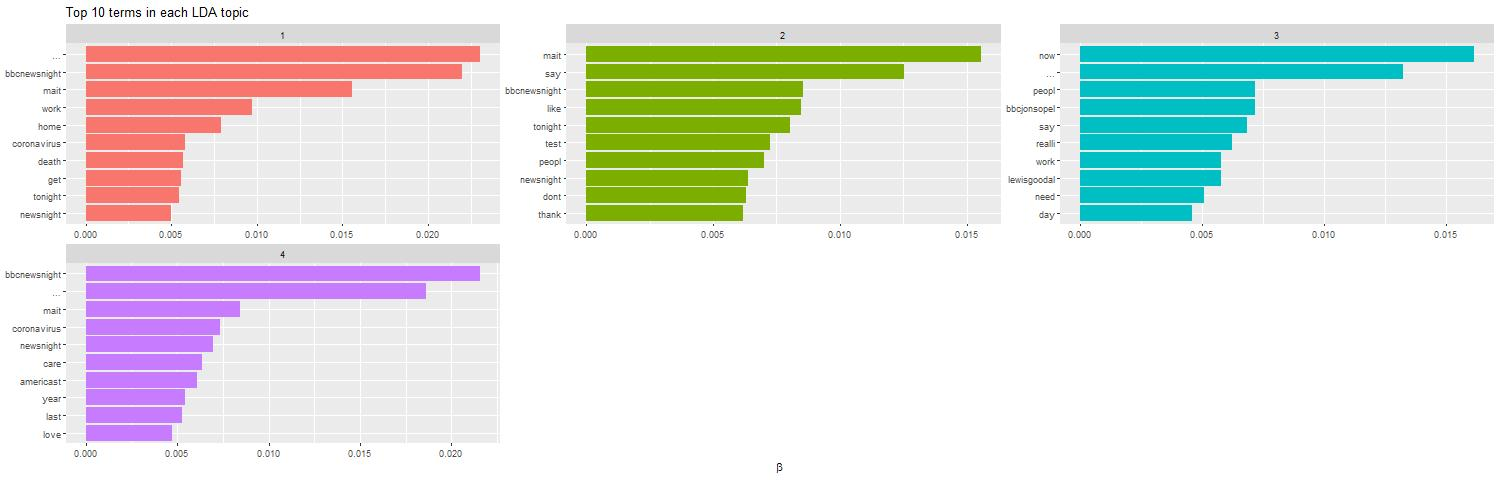 Top 10 terms in each LDA topic
1
...
bbcnewsnight
mait
work
home
coronavirus
death
get
tonight
newsnight
0.000 0.005 0.010 0.015 0.020
2
mait
say
bbcnewsnight
like
tonight
test
peopl
newsnight
dont
thank
0.000 0.005 0.010 0.015
3
now
...
peopl
bbcjonsopel
say
realli
work
lewisgoodal
need
day
0.000 0.005 0.010 0.015
4
bbcnewsnight
...
mait
coronavirus
newsnight
care
americast
year
last
love
0.000 0.005 0.010 0.015 0.020
β